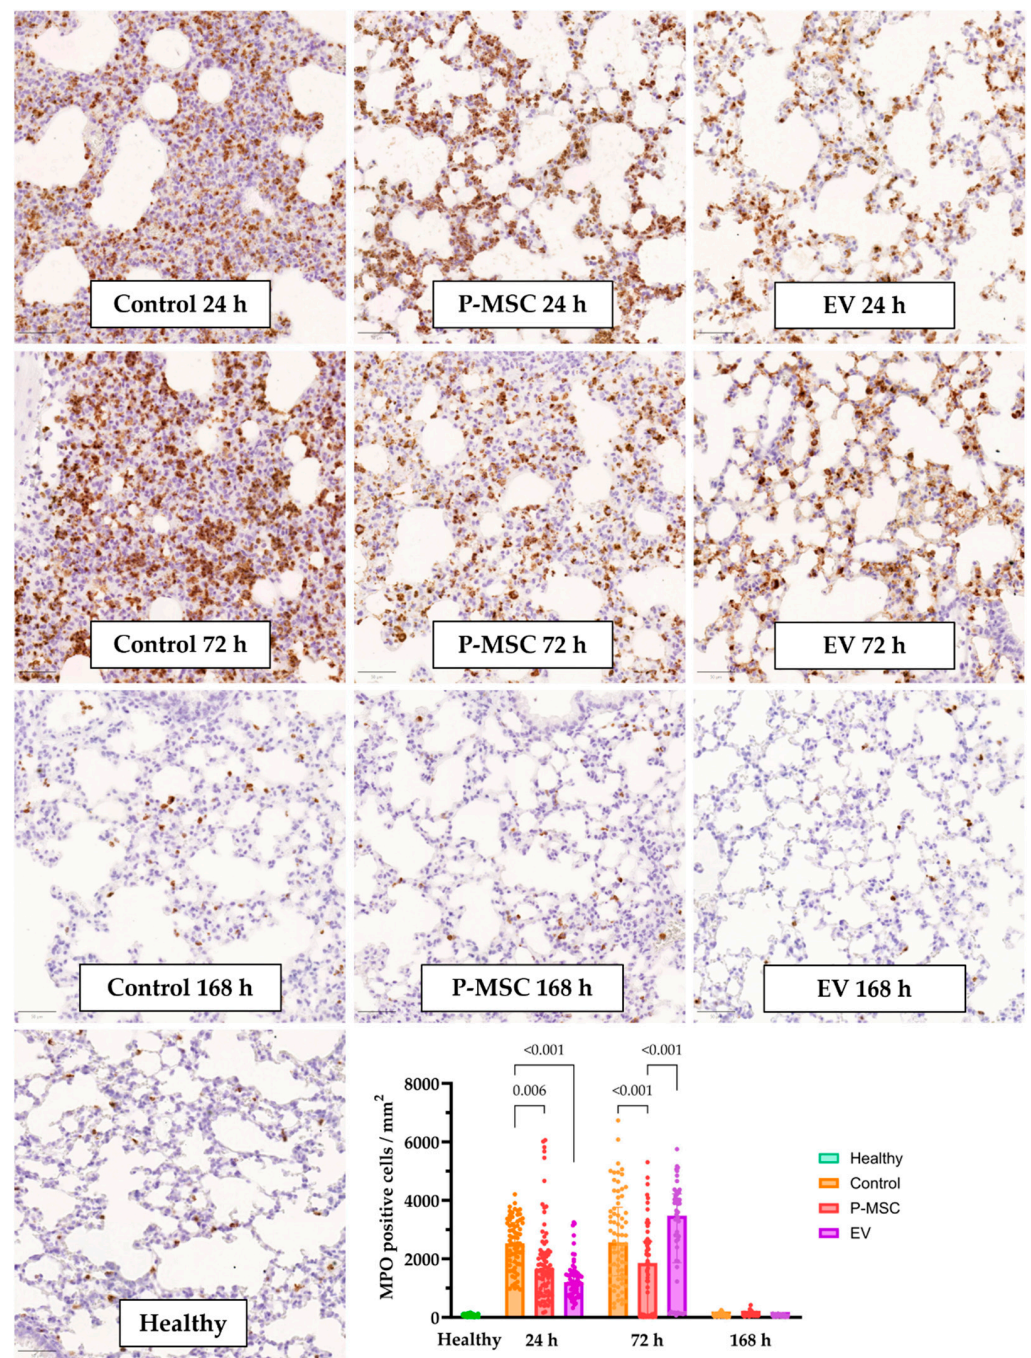 Control 24 h
P-MSC 24 h
EV 24 h
Control 72 h
P-MSC 72 h
EV 72 h
Control 168 h
P-MSC 168 h
EV 168 h
Healthy
<0.001
0.006
<0.001
<0.001
MPO positive cells / mm²
8000
6000
4000
2000
0
Healthy
24 h
72 h
168 h
Healthy
Control
P-MSC
EV